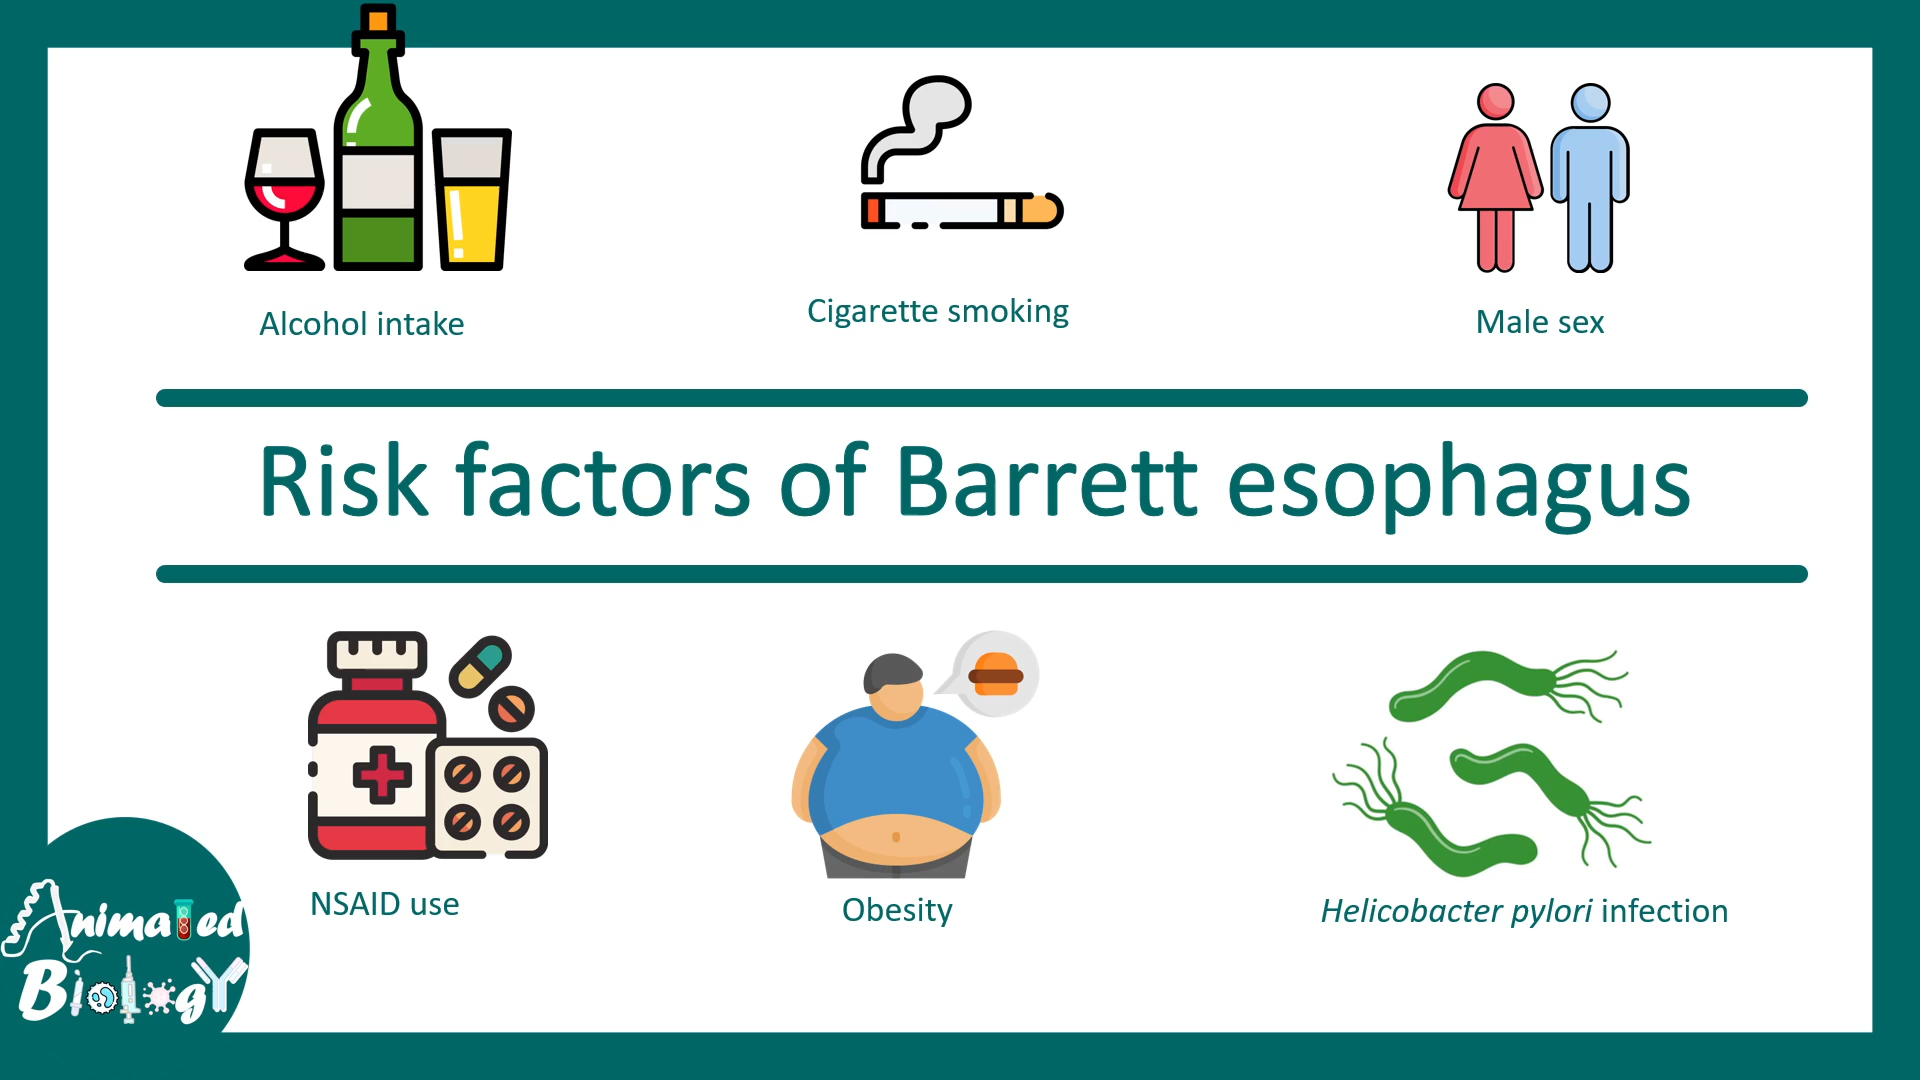 Alcohol intake
Cigarette smoking
Male sex
Risk factors of Barrett esophagus
NSAID use
Obesity
Helicobacter pylori infection
Animated
Biology